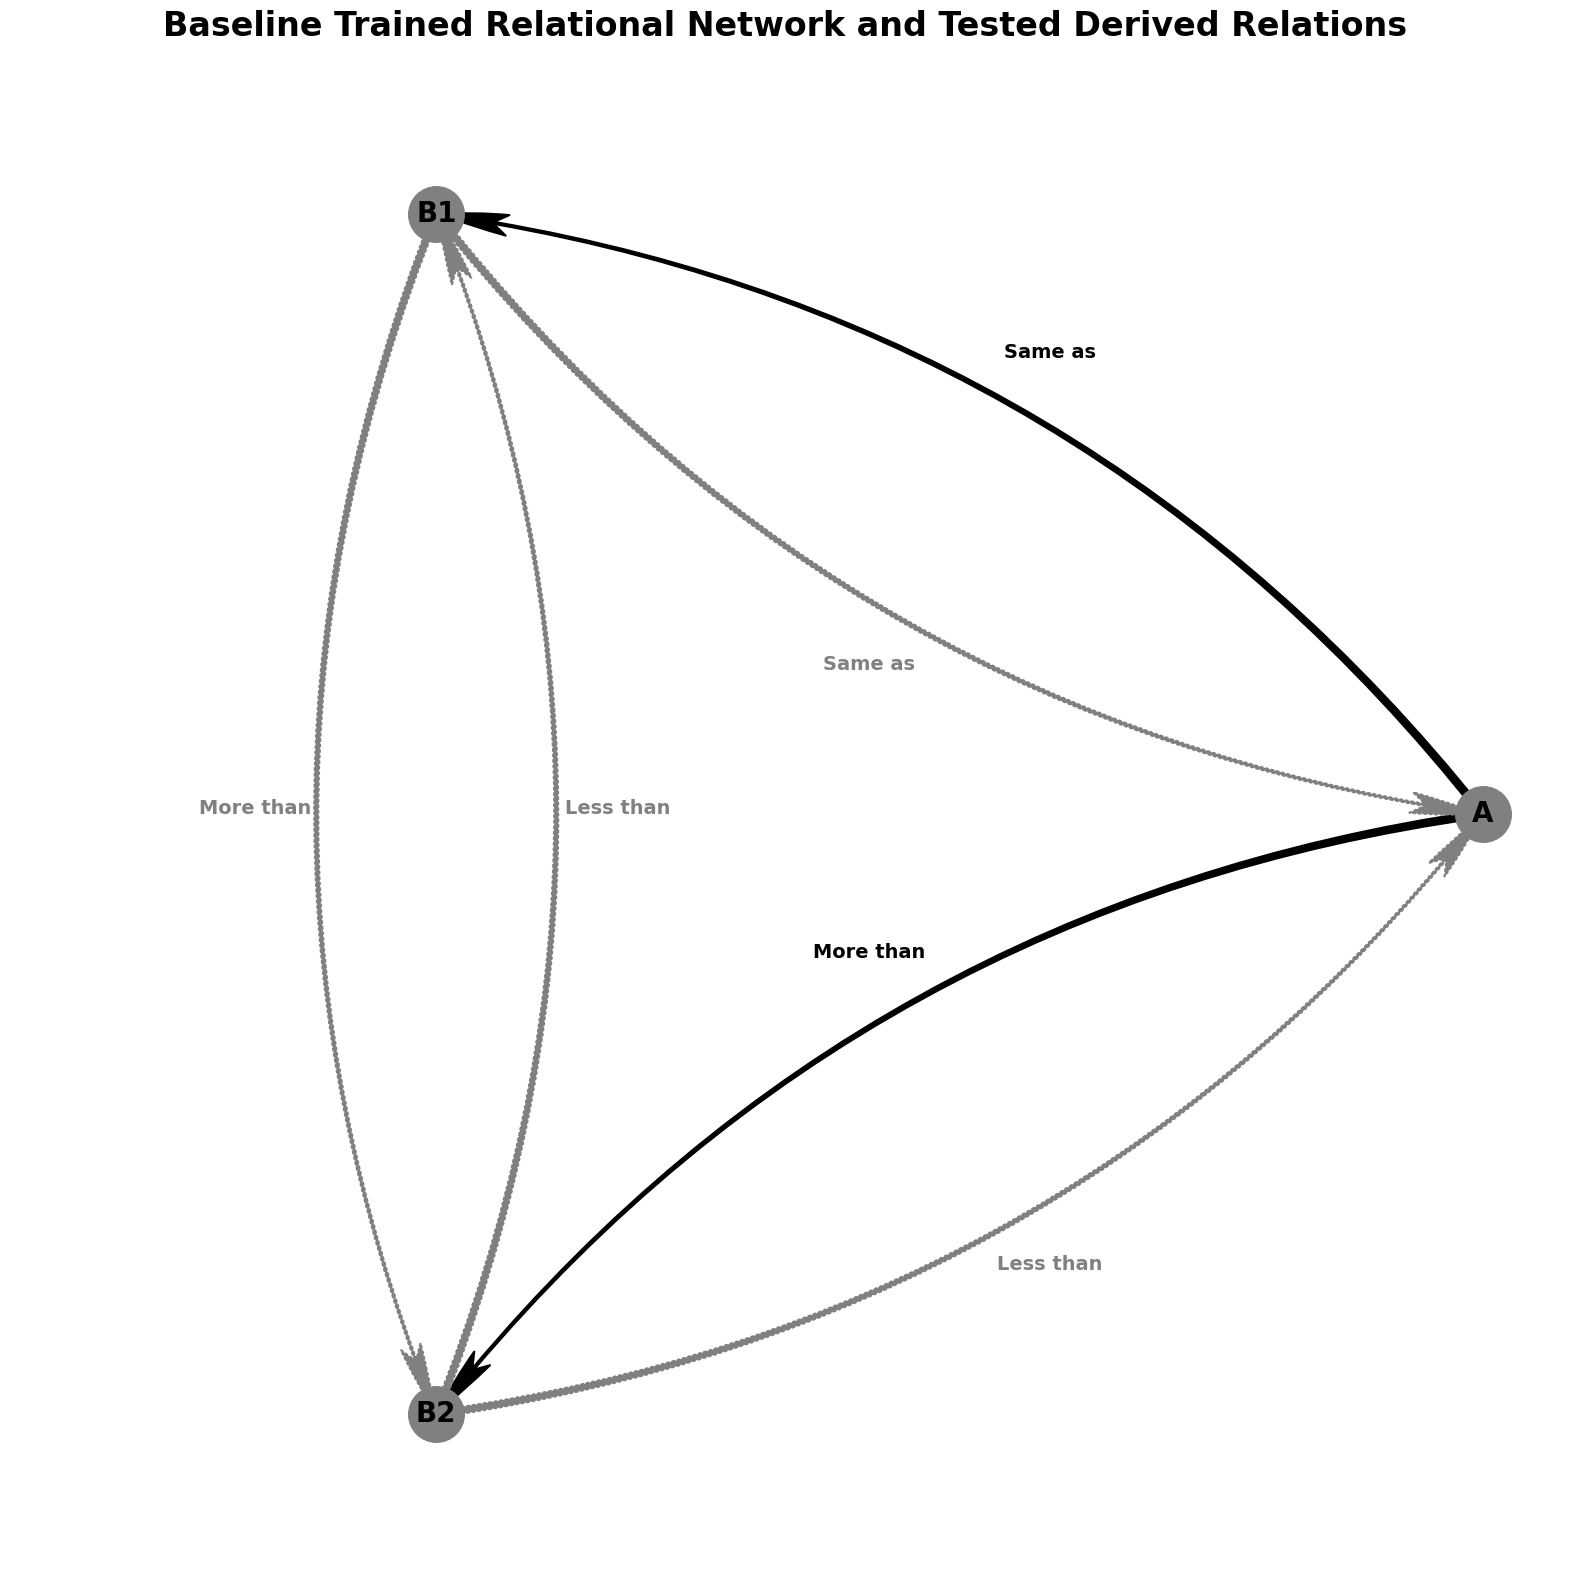 Baseline Trained Relational Network and Tested Derived Relations
B1
Same as
Same as
More than
Less than
A
More than
Less than
B2